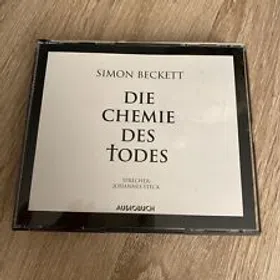 SIMON BECKETT
DIE
CHEMIE
DES
TODES
SPRECHER:
JOHANNES STECK
AUDIOBUCH